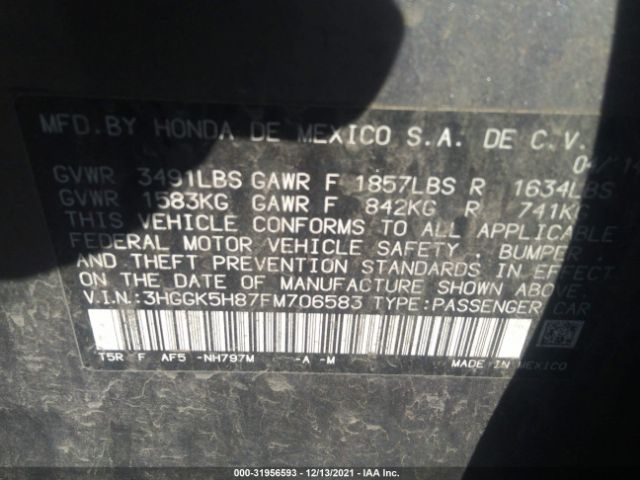 MFD.BY HONDA DE MEXICO S.A. DE C.V.
GVWR 3491LBS GAWR F 1857LBS R 1634LBS
GVWR 1583KG GAWR F 842KG R 741KG
THIS VEHICLE CONFORMS TO ALL APPLICABLE
FEDERAL MOTOR VEHICLE SAFETY , BUMPER ,
AND THEFT PREVENTION STANDARDS IN EFFECT
ON THE DATE OF MANUFACTURE SHOWN ABOVE.
V.I.N.:3HGGK5H87FM706583 TYPE:PASSENGER CAR
T5R F AF5 -NH797M -A -M
MADE IN MEXICO
000-31956593 - 12/13/2021 - IAA Inc.